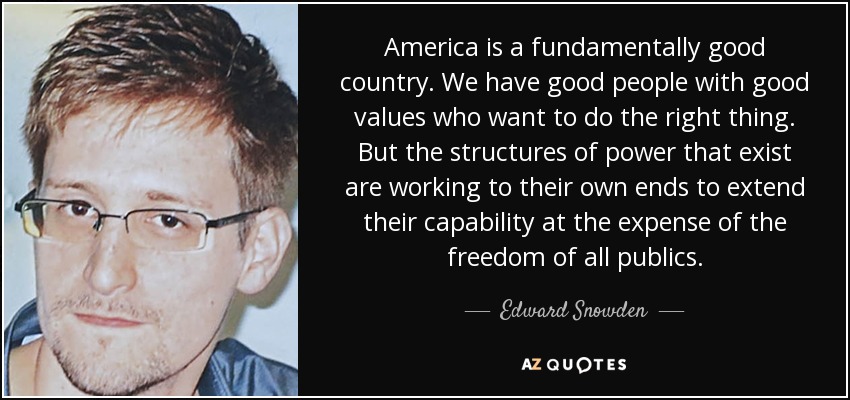 America is a fundamentally good
country. We have good people with good
values who want to do the right thing.
But the structures of power that exist
are working to their own ends to extend
their capability at the expense of the
freedom of all publics.
Edward Snowden
AZ QUOTES